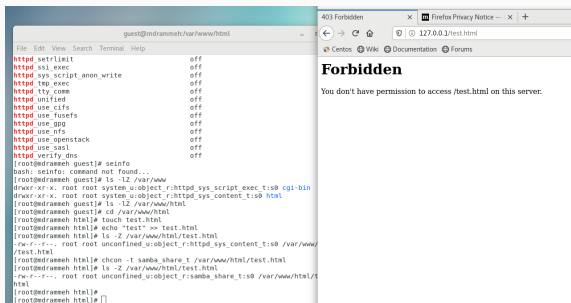 guest@mdrammeh:/var/www/html
File Edit View Search Terminal Help
httpd_setrlimit off
httpd_ssi_exec off
httpd_sys_script_anon_write off
httpd_tmp_exec off
httpd_tty_comm off
httpd_unified off
httpd_use_cifs off
httpd_use_fusefs off
httpd_use_gpg off
httpd_use_nfs off
httpd_use_openstack off
httpd_use_sasl off
httpd_verify_dns off
[root@mdrammeh guest]# seinfo
bash: seinfo: command not found...
[root@mdrammeh guest]# ls -lZ /var/www
drwxr-xr-x. root root system_u:object_r:httpd_sys_script_exec_t:s0 cgi-bin
drwxr-xr-x. root root system_u:object_r:httpd_sys_content_t:s0 html
[root@mdrammeh guest]# ls -lZ /var/www/html
[root@mdrammeh guest]# cd /var/www/html
[root@mdrammeh html]# touch test.html
[root@mdrammeh html]# echo "test" >> test.html
[root@mdrammeh html]# ls -Z /var/www/html/test.html
-rw-r--r--. root root unconfined_u:object_r:httpd_sys_content_t:s0 /var/www/
/test.html
[root@mdrammeh html]# chcon -t samba_share_t /var/www/html/test.html
[root@mdrammeh html]# ls -Z /var/www/html/test.html
-rw-r--r--. root root unconfined_u:object_r:samba_share_t:s0 /var/www/html/t
html
[root@mdrammeh html]#
[root@mdrammeh html]#
403 Forbidden
Firefox Privacy Notice —
127.0.0.1/test.html
Centos Wiki Documentation Forums
Forbidden
You don't have permission to access /test.html on this server.